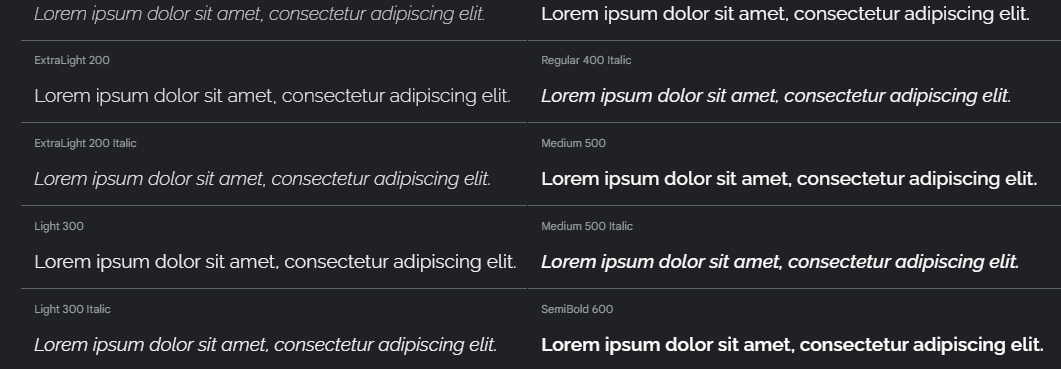 Lorem ipsum dolor sit amet, consectetur adipiscing elit.
ExtraLight 200
Lorem ipsum dolor sit amet, consectetur adipiscing elit.
ExtraLight 200 Italic
Lorem ipsum dolor sit amet, consectetur adipiscing elit.
Light 300
Lorem ipsum dolor sit amet, consectetur adipiscing elit.
Light 300 Italic
Lorem ipsum dolor sit amet, consectetur adipiscing elit.
Lorem ipsum dolor sit amet, consectetur adipiscing elit.
Regular 400 Italic
Lorem ipsum dolor sit amet, consectetur adipiscing elit.
Medium 500
Lorem ipsum dolor sit amet, consectetur adipiscing elit.
Medium 500 Italic
Lorem ipsum dolor sit amet, consectetur adipiscing elit.
SemiBold 600
Lorem ipsum dolor sit amet, consectetur adipiscing elit.